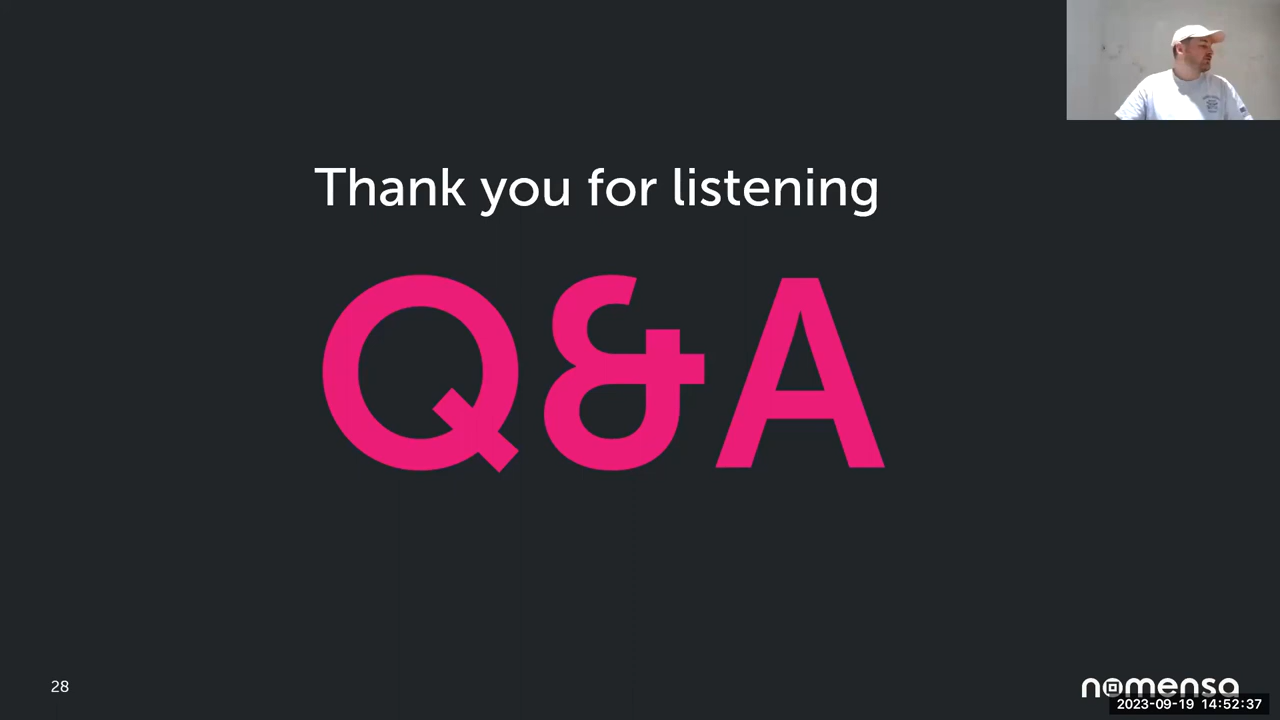 Thank you for listening
Q&A
28
nomensa
2023-09-19 14:52:37